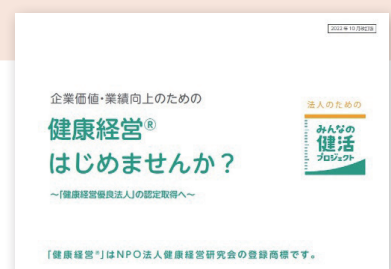 2022年10月改訂版
企業価値・業績向上のための
健康経営®
はじめませんか？
～「健康経営優良法人」の認定取得へ～
法人のための
みんなの
健活
プロジェクト
「健康経営®」はNPO法人健康経営研究会の登録商標です。